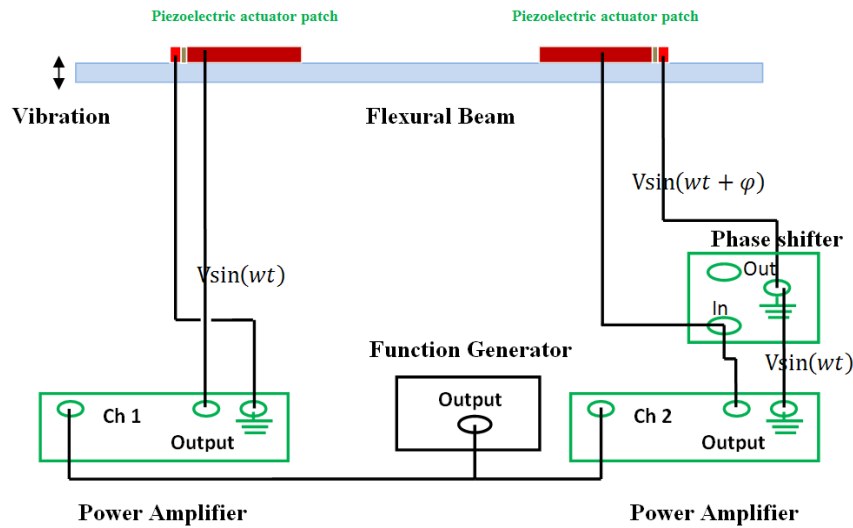 Piezoelectric actuator patch
Piezoelectric actuator patch
Vibration
Flexural Beam
Vsin(wt + φ)
Phase shifter
Out
In
Vsin(wt)
Vsin(wt)
Function Generator
Output
Ch 1
Output
Ch 2
Output
Power Amplifier
Power Amplifier